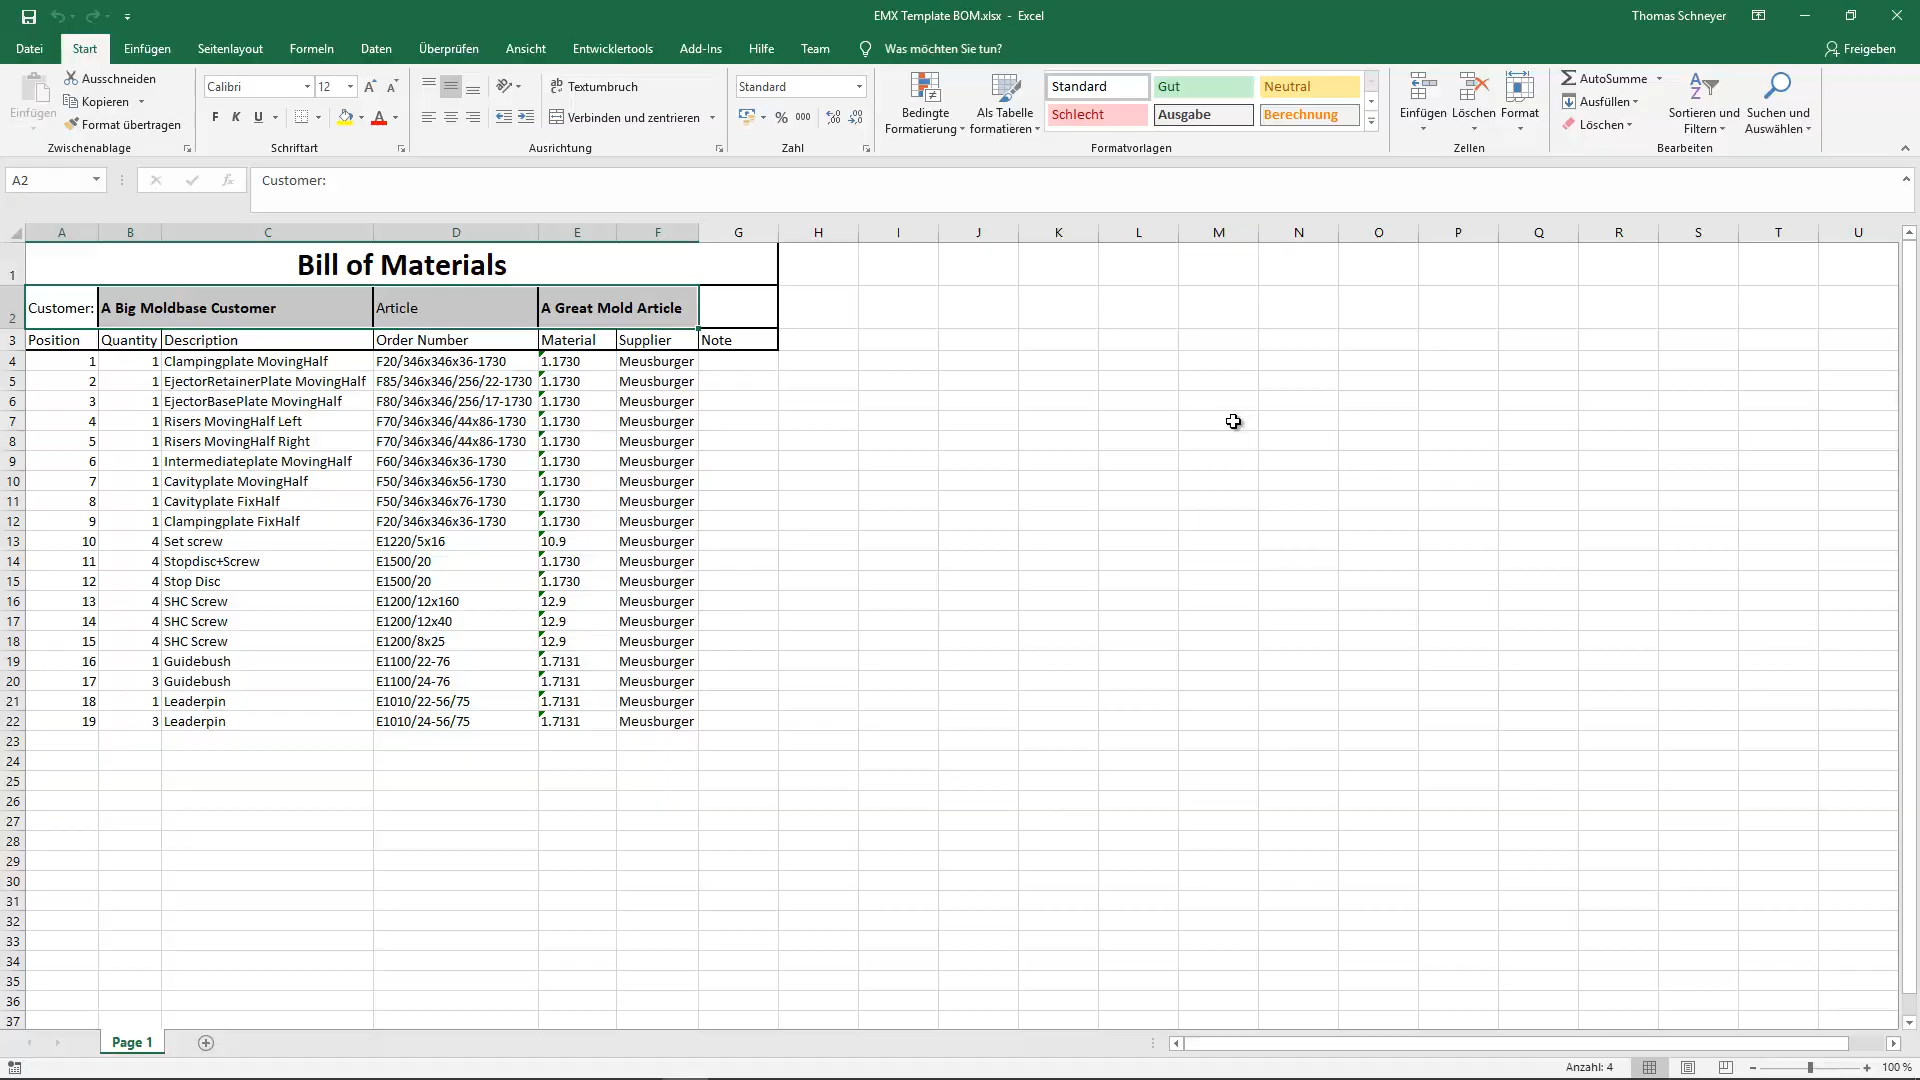 EMX Template BOM.xlsx - Excel
Thomas Schneyer
Datei Start Einfügen Seitenlayout Formeln Daten Überprüfen Ansicht Entwicklertools Add-Ins Hilfe Team Was möchten Sie tun? Freigeben
Einfügen
Ausschneiden
Kopieren
Format übertragen
Zwischenablage
Calibri 12
F K U
Schriftart
Textumbruch
Verbinden und zentrieren
Ausrichtung
Standard
% 000
Zahl
Bedingte
Formatierung
Als Tabelle
formatieren
Standard Gut Neutral
Schlecht Ausgabe Berechnung
Formatvorlagen
Einfügen Löschen Format
Zellen
AutoSumme
Ausfüllen
Löschen
Sortieren und
Filtern
Suchen und
Auswählen
Bearbeiten
A2 fx Customer:
A B C D E F G H I J K L M N O P Q R S T U
1 Bill of Materials
2 Customer: A Big Moldbase Customer Article A Great Mold Article
3 Position Quantity Description Order Number Material Supplier Note
4 1 1 Clampingplate MovingHalf F20/346x346x36-1730 1.1730 Meusburger
5 2 1 EjectorRetainerPlate MovingHalf F85/346x346/256/22-1730 1.1730 Meusburger
6 3 1 EjectorBasePlate MovingHalf F80/346x346/256/17-1730 1.1730 Meusburger
7 4 1 Risers MovingHalf Left F70/346x346/44x86-1730 1.1730 Meusburger
8 5 1 Risers MovingHalf Right F70/346x346/44x86-1730 1.1730 Meusburger
9 6 1 Intermediateplate MovingHalf F60/346x346x36-1730 1.1730 Meusburger
10 7 1 Cavityplate MovingHalf F50/346x346x56-1730 1.1730 Meusburger
11 8 1 Cavityplate FixHalf F50/346x346x76-1730 1.1730 Meusburger
12 9 1 Clampingplate FixHalf F20/346x346x36-1730 1.1730 Meusburger
13 10 4 Set screw E1220/5x16 10.9 Meusburger
14 11 4 Stopdisc+Screw E1500/20 1.1730 Meusburger
15 12 4 Stop Disc E1500/20 1.1730 Meusburger
16 13 4 SHC Screw E1200/12x160 12.9 Meusburger
17 14 4 SHC Screw E1200/12x40 12.9 Meusburger
18 15 4 SHC Screw E1200/8x25 12.9 Meusburger
19 16 1 Guidebush E1100/22-76 1.7131 Meusburger
20 17 3 Guidebush E1100/24-76 1.7131 Meusburger
21 18 1 Leaderpin E1010/22-56/75 1.7131 Meusburger
22 19 3 Leaderpin E1010/24-56/75 1.7131 Meusburger
23
24
25
26
27
28
29
30
31
32
33
34
35
36
37
Page 1
Anzahl: 4 100 %